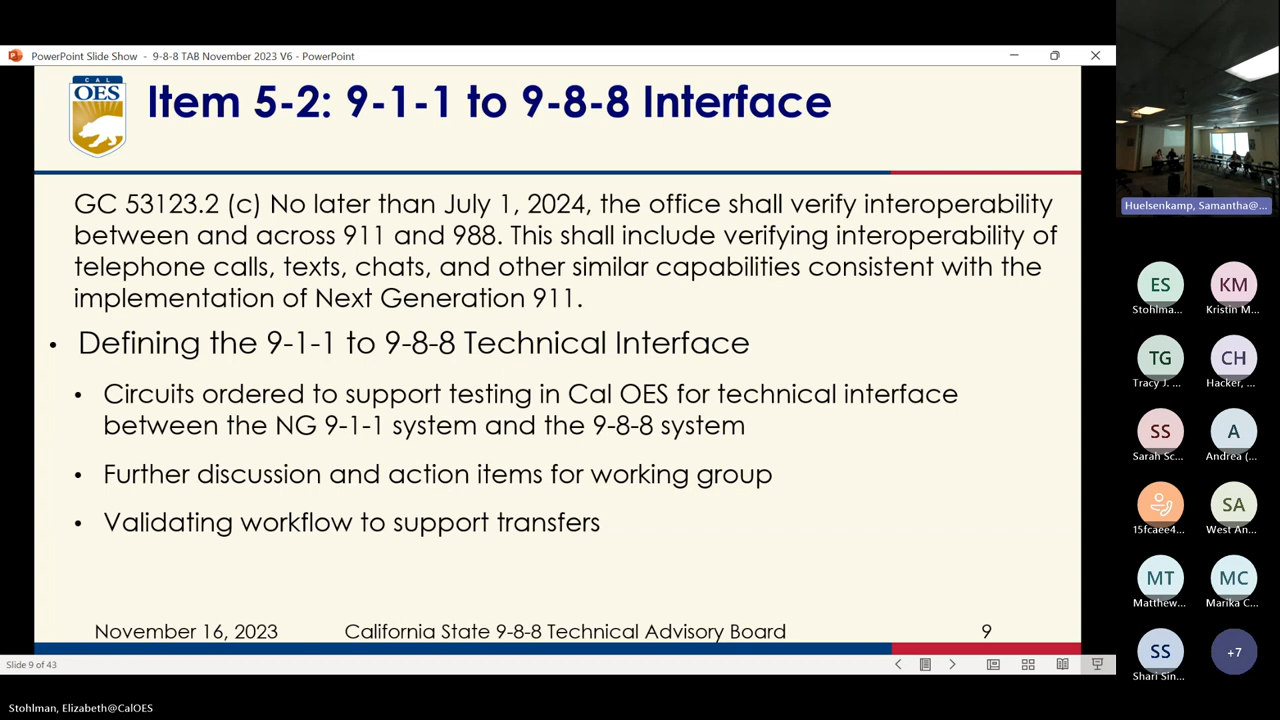 PowerPoint Slide Show - 9-8-8 TAB November 2023 V6 - PowerPoint
CAL
OES
Item 5-2: 9-1-1 to 9-8-8 Interface
GC 53123.2 (c) No later than July 1, 2024, the office shall verify interoperability
between and across 911 and 988. This shall include verifying interoperability of
telephone calls, texts, chats, and other similar capabilities consistent with the
implementation of Next Generation 911.
• Defining the 9-1-1 to 9-8-8 Technical Interface
• Circuits ordered to support testing in Cal OES for technical interface
between the NG 9-1-1 system and the 9-8-8 system
• Further discussion and action items for working group
• Validating workflow to support transfers
November 16, 2023 California State 9-8-8 Technical Advisory Board 9
Slide 9 of 43
Stohlman, Elizabeth@CalOES
Huelsenkamp, Samantha@...
ES KM
Stohlma... Kristin M...
TG CH
Tracy J. ... Hacker, ...
SS A
Sarah Sc... Andrea (...
SA
15fcaee4... West An...
MT MC
Matthew... Marika C...
SS +7
Shari Sin...